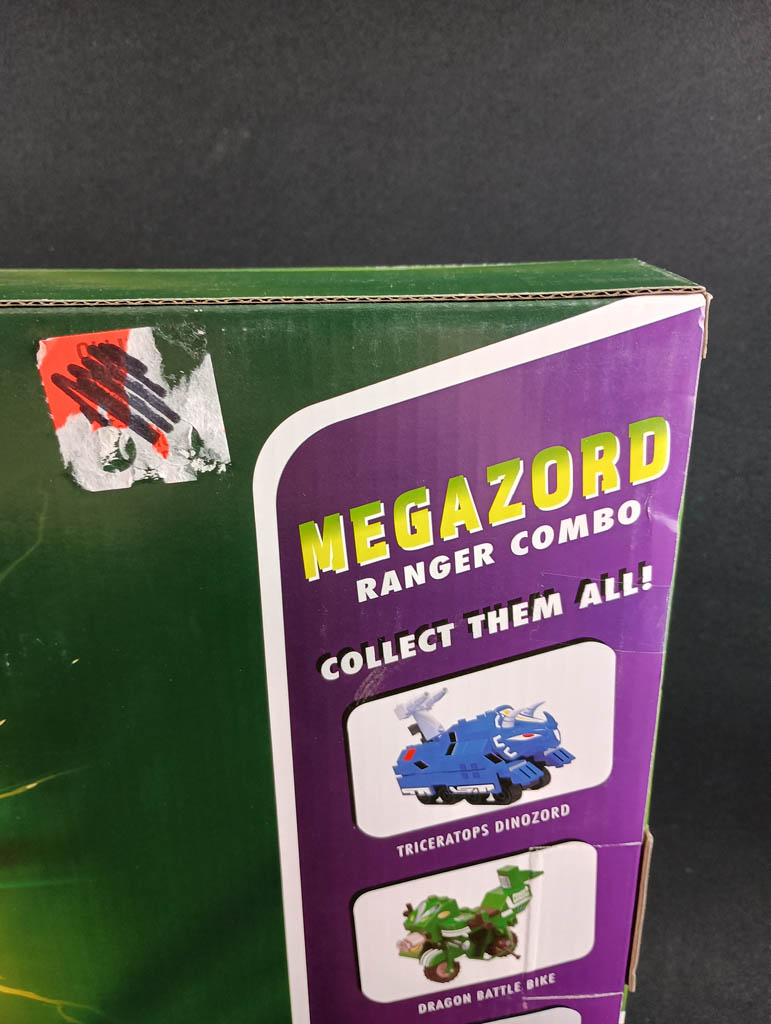 MEGAZORD
RANGER COMBO
COLLECT THEM ALL!
TRICERATOPS DINOZORD
DRAGON BATTLE BIKE